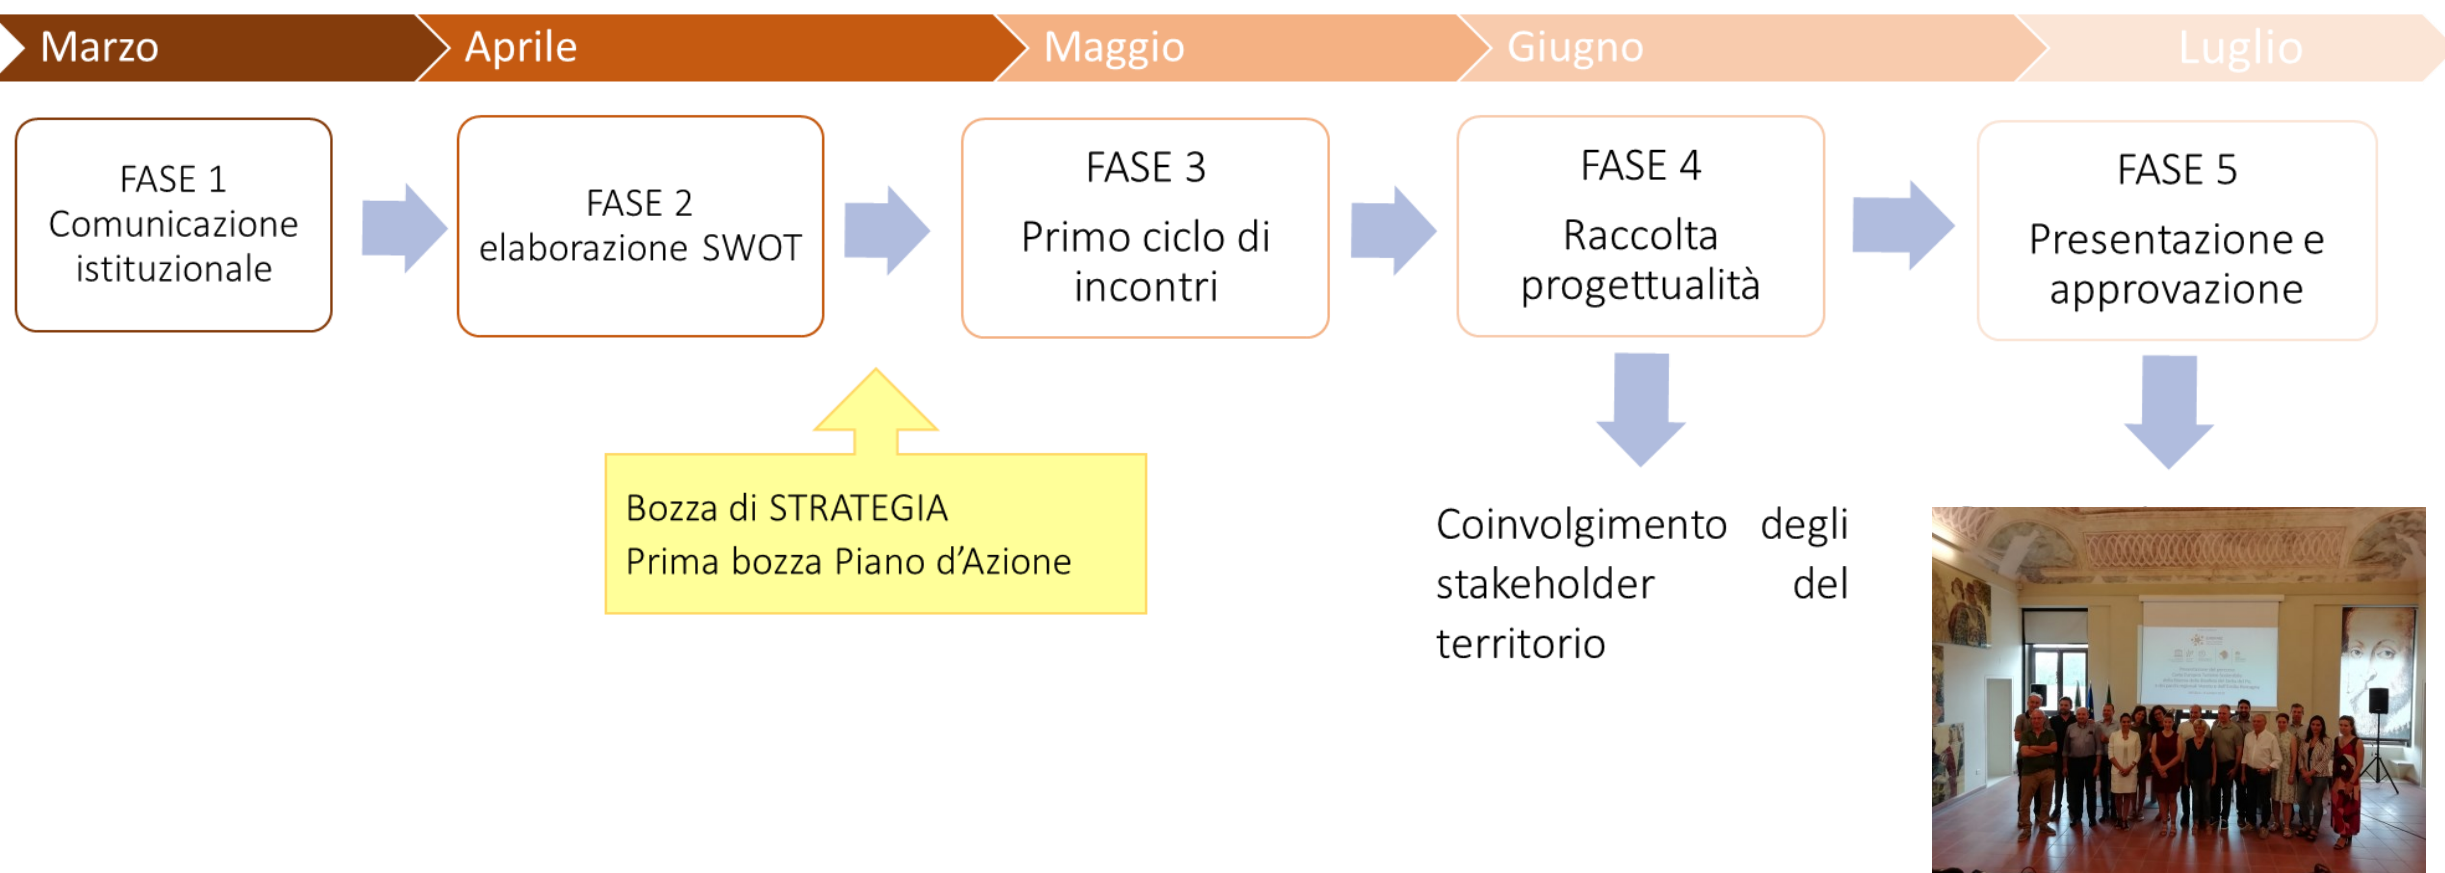 Marzo
Aprile
Maggio
Giugno
Luglio
FASE 1
Comunicazione
istituzionale
FASE 2
elaborazione SWOT
FASE 3
Primo ciclo di
incontri
FASE 4
Raccolta
progettualità
FASE 5
Presentazione e
approvazione
Bozza di STRATEGIA
Prima bozza Piano d’Azione
Coinvolgimento degli
stakeholder del
territorio